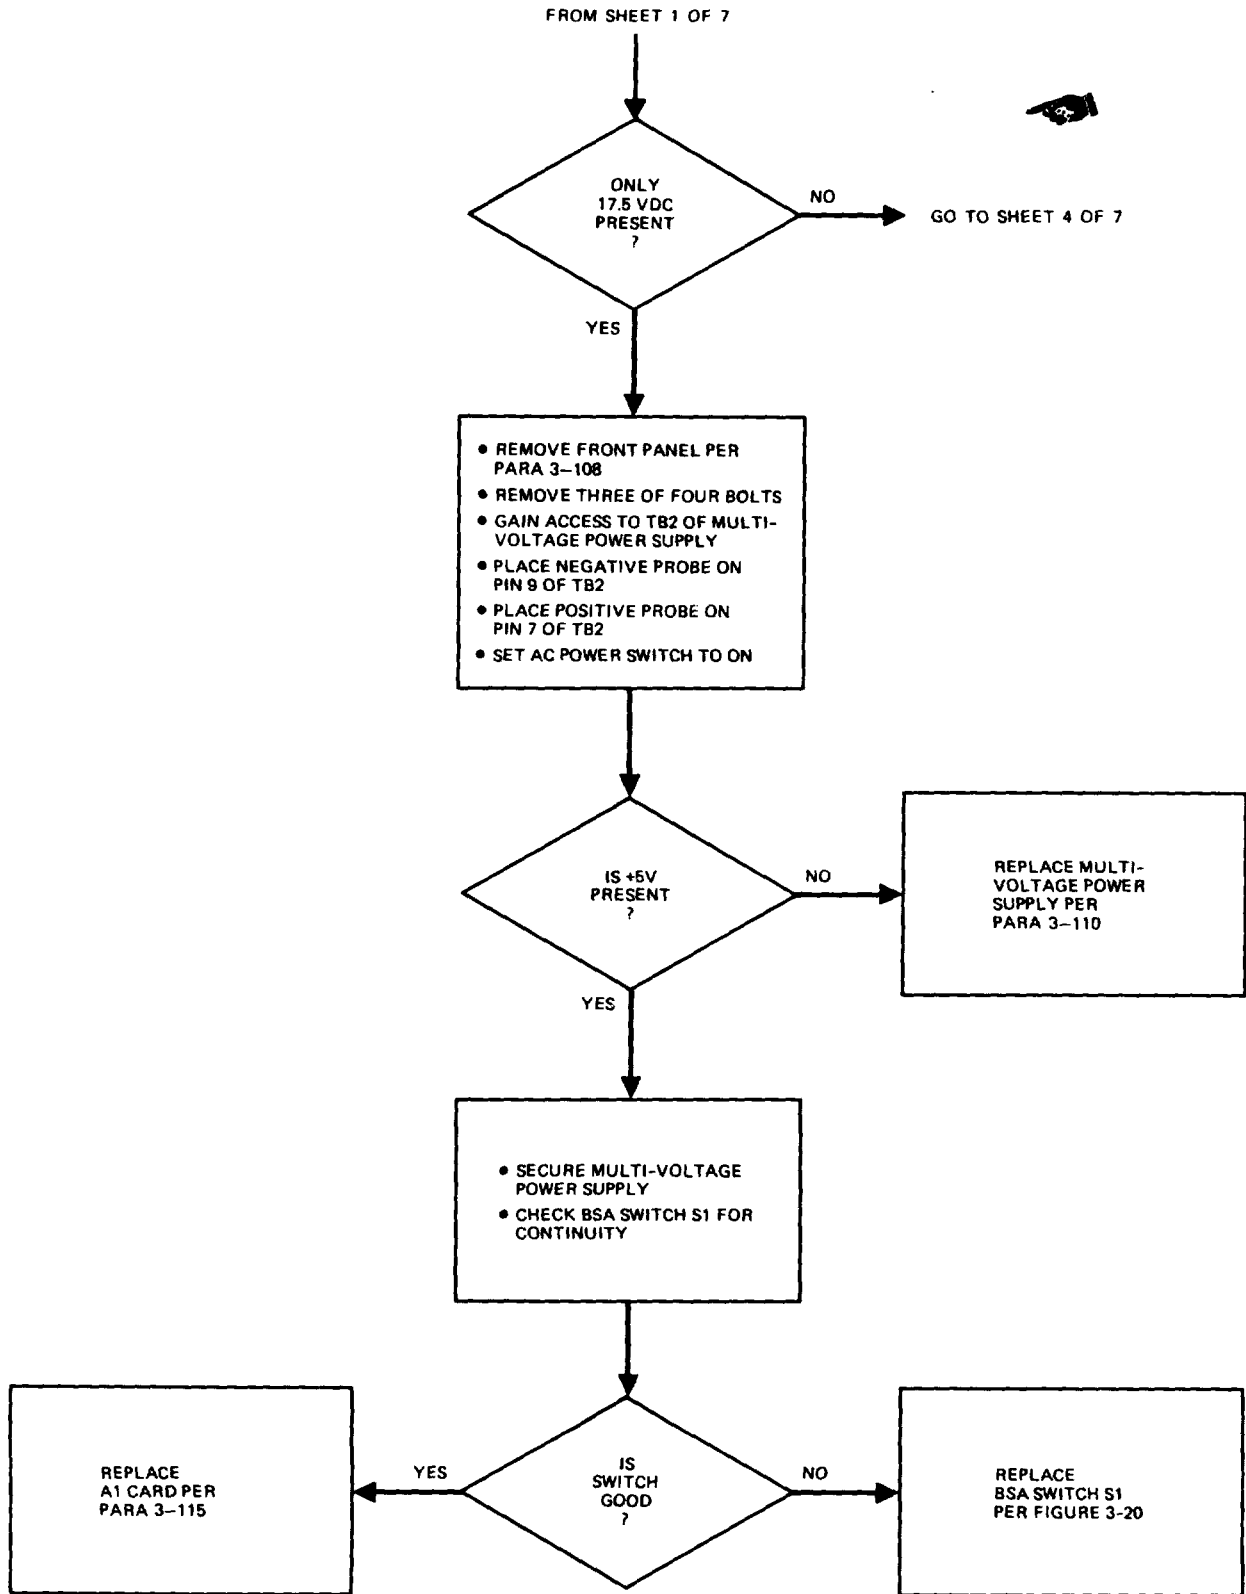 FROM SHEET 1 OF 7
ONLY
17.5 VDC
PRESENT
?
NO
GO TO SHEET 4 OF 7
YES
● REMOVE FRONT PANEL PER
PARA 3–108
● REMOVE THREE OF FOUR BOLTS
● GAIN ACCESS TO TB2 OF MULTI-
VOLTAGE POWER SUPPLY
● PLACE NEGATIVE PROBE ON
PIN 9 OF TB2
● PLACE POSITIVE PROBE ON
PIN 7 OF TB2
● SET AC POWER SWITCH TO ON
IS +5V
PRESENT
?
NO
REPLACE MULTI-
VOLTAGE POWER
SUPPLY PER
PARA 3–110
YES
● SECURE MULTI-VOLTAGE
POWER SUPPLY
● CHECK BSA SWITCH S1 FOR
CONTINUITY
IS
SWITCH
GOOD
?
YES
REPLACE
A1 CARD PER
PARA 3–115
NO
REPLACE
BSA SWITCH S1
PER FIGURE 3-20